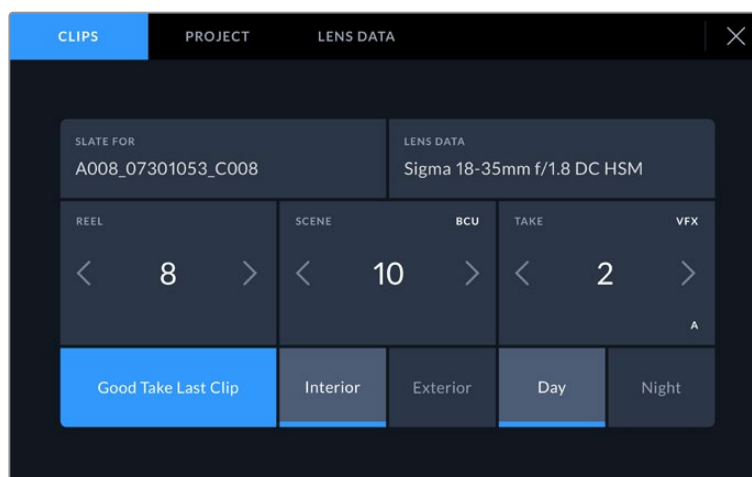 CLIPS PROJECT LENS DATA
SLATE FOR LENS DATA
A008_07301053_C008 Sigma 18-35mm f/1.8 DC HSM
REEL SCENE BCU TAKE VFX
8 10 2
A
Good Take Last Clip Interior Exterior Day Night